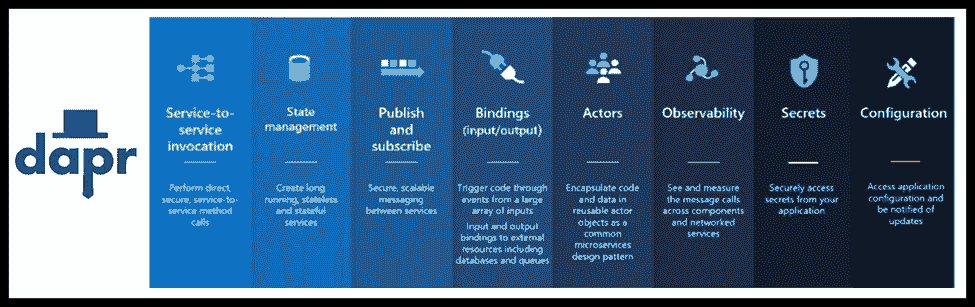 dapr
Service-to-
service
invocation
Perform direct,
secure, service-to-
service method
calls
State
management
Create long
running, stateless
and stateful
services
Publish
and
subscribe
Secure, scalable
messaging
between services
Bindings
(input/output)
Trigger code through
events from a large
array of inputs
Input and output
bindings to external
resources including
databases and queues
Actors
Encapsulate code
and data in
reusable actor
objects as a
common
microservices
design pattern
Observability
See and measure
the message calls
across components
and networked
services
Secrets
Securely access
secrets from your
application
Configuration
Access application
configuration and
be notified of
updates